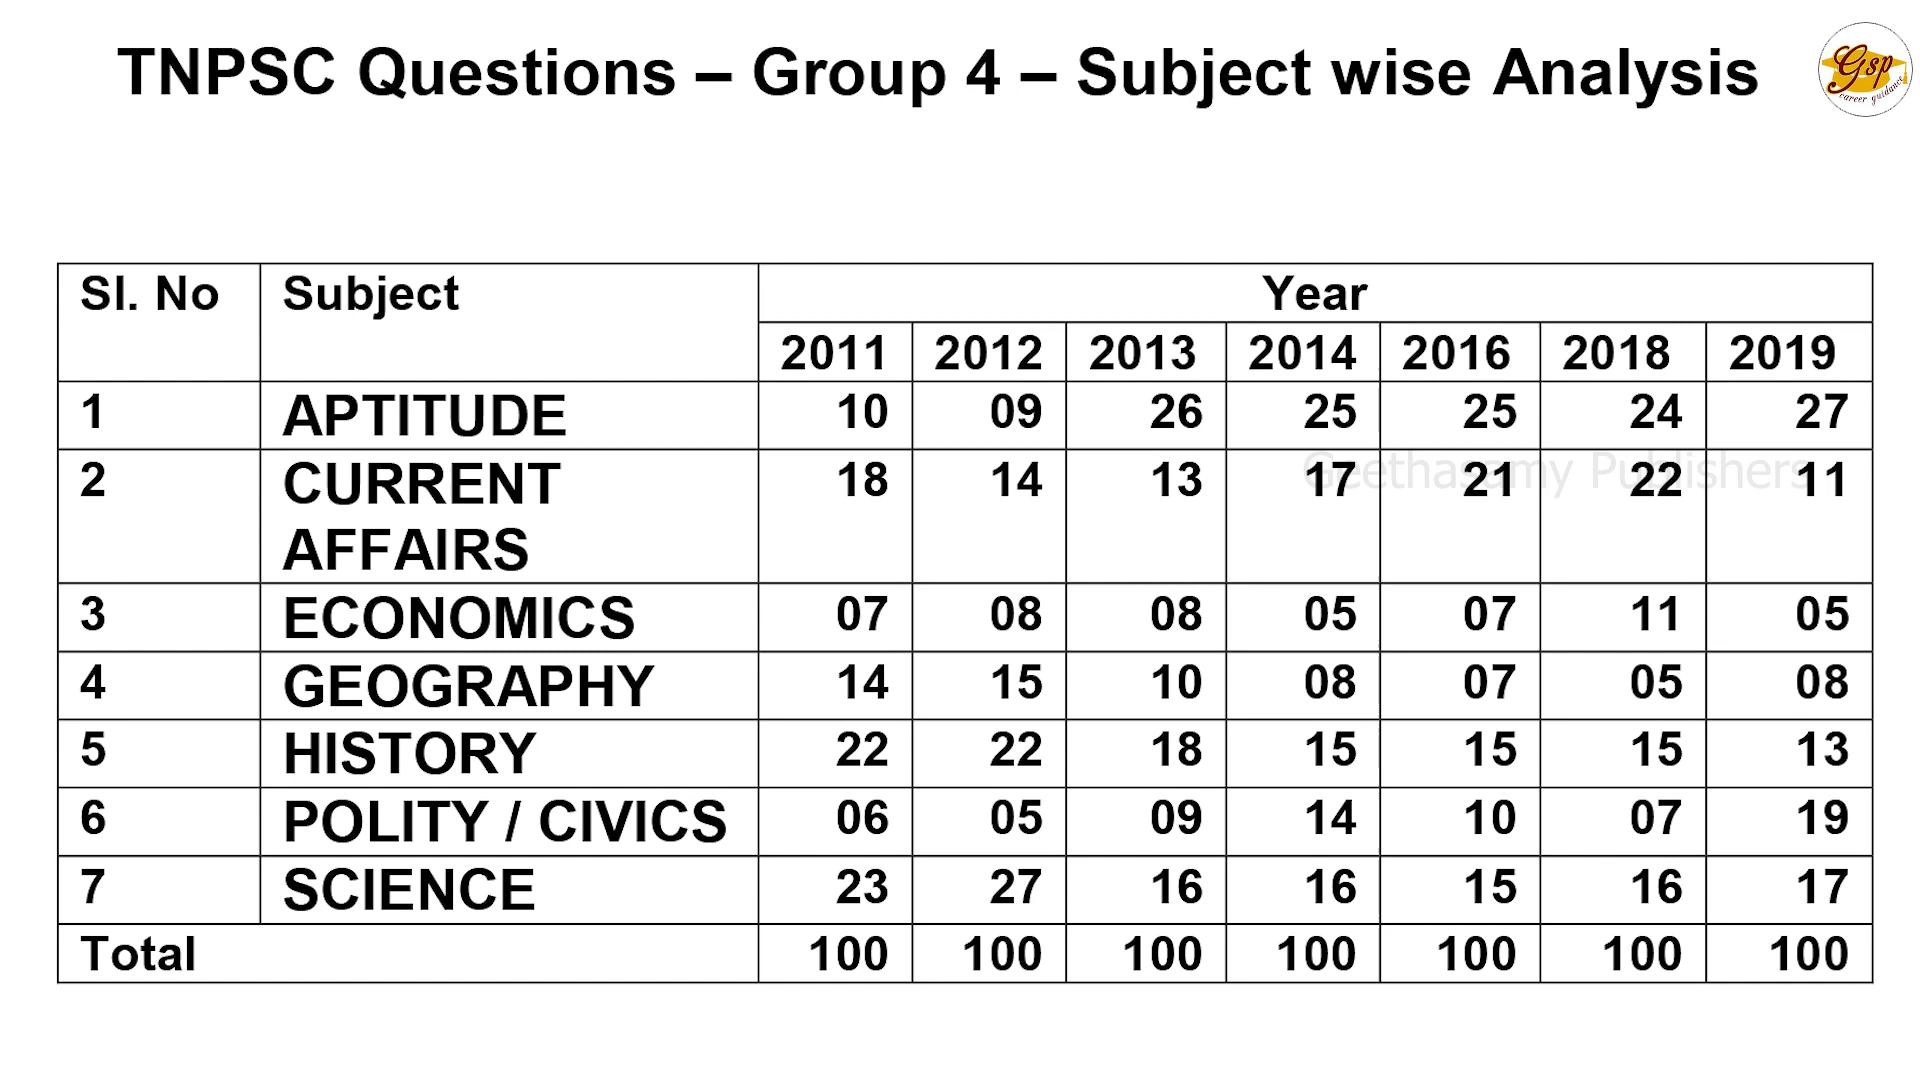 TNPSC Questions – Group 4 – Subject wise Analysis
Gsp
career guidance
Sl. No Subject Year
2011 2012 2013 2014 2016 2018 2019
1 APTITUDE 10 09 26 25 25 24 27
2 CURRENT AFFAIRS 18 14 13 17 21 22 11
Geethasamy Publishers
3 ECONOMICS 07 08 08 05 07 11 05
4 GEOGRAPHY 14 15 10 08 07 05 08
5 HISTORY 22 22 18 15 15 15 13
6 POLITY / CIVICS 06 05 09 14 10 07 19
7 SCIENCE 23 27 16 16 15 16 17
Total 100 100 100 100 100 100 100